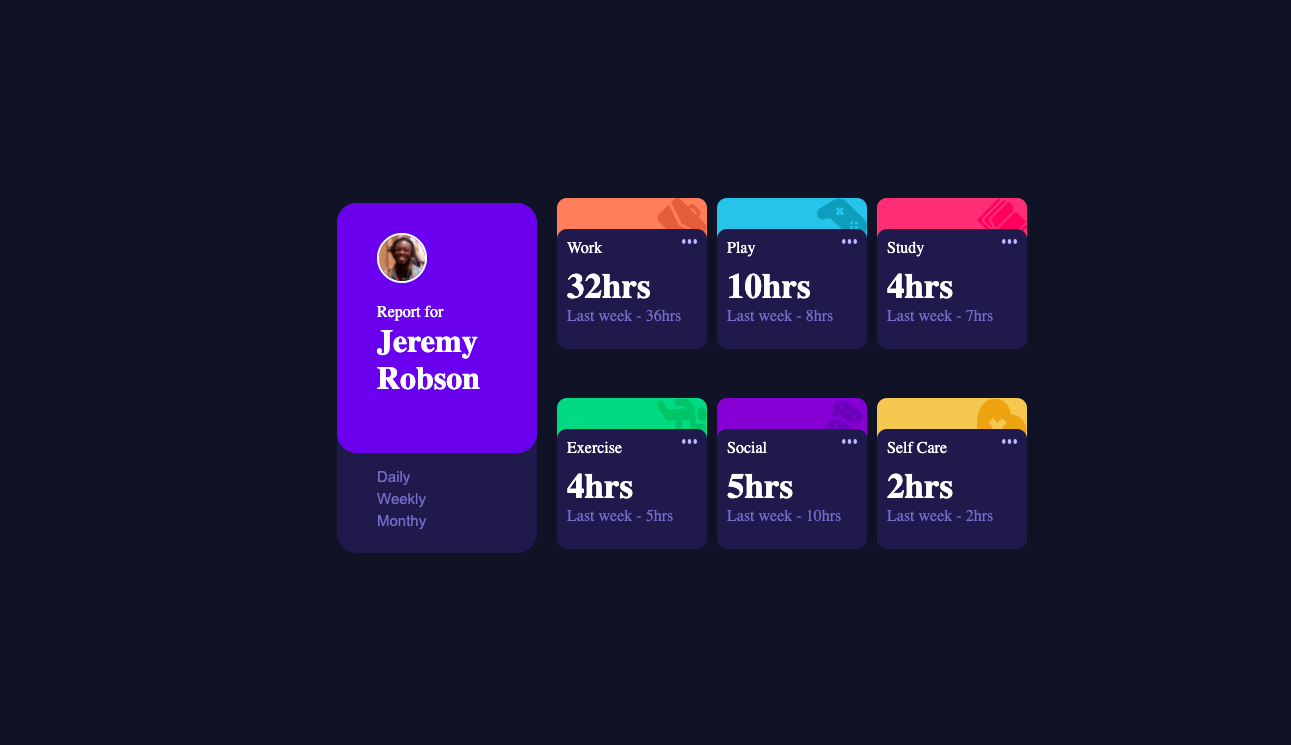 Report for
Jeremy
Robson
Daily
Weekly
Monthy
Work
32hrs
Last week - 36hrs
Play
10hrs
Last week - 8hrs
Study
4hrs
Last week - 7hrs
Exercise
4hrs
Last week - 5hrs
Social
5hrs
Last week - 10hrs
Self Care
2hrs
Last week - 2hrs